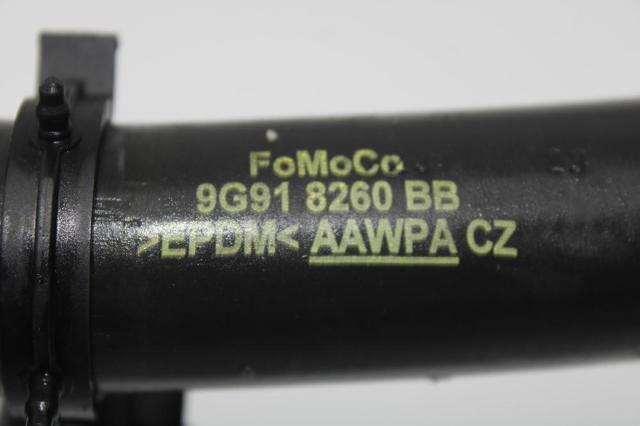 FoMoCo
9G91 8260 BB
>EPDM< AAWPA CZ